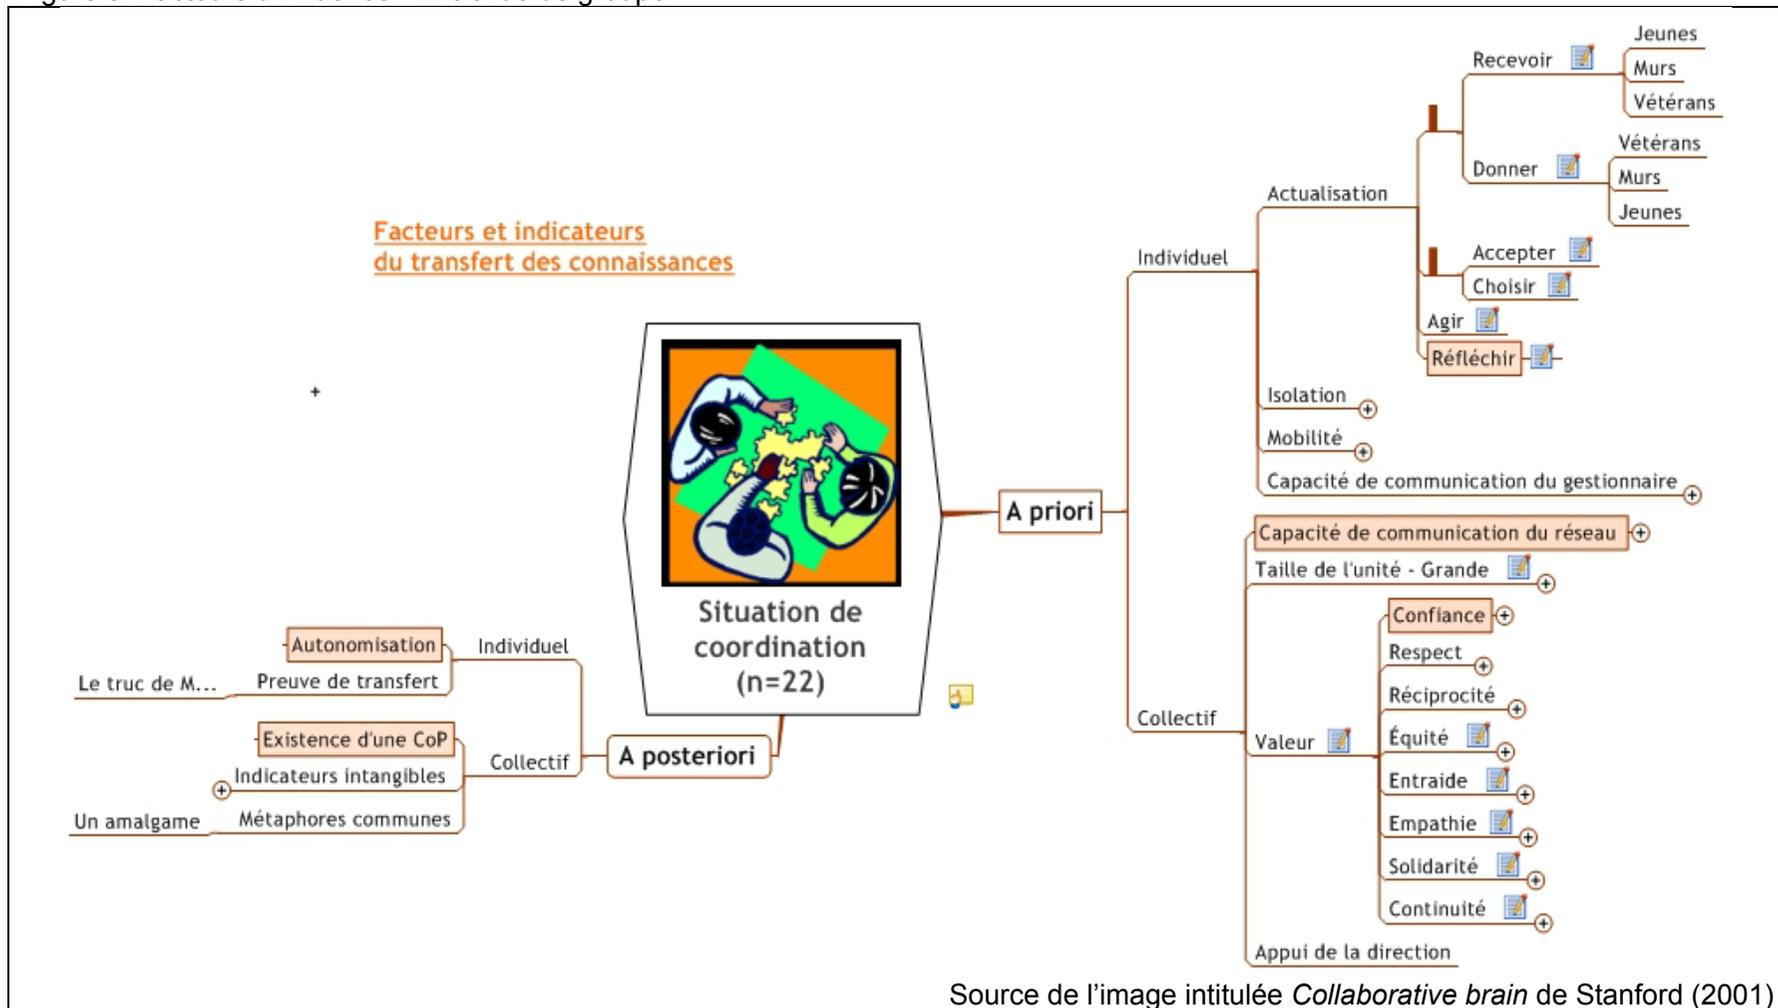 Facteurs et indicateurs
du transfert des connaissances
Situation de
coordination
(n=22)
A priori
Individuel
Actualisation
Recevoir
Jeunes
Murs
Vétérans
Donner
Vétérans
Murs
Jeunes
Accepter
Choisir
Agir
Réfléchir
Isolation
Mobilité
Capacité de communication du gestionnaire
Collectif
Capacité de communication du réseau
Taille de l'unité - Grande
Valeur
Confiance
Respect
Réciprocité
Équité
Entraide
Empathie
Solidarité
Continuité
Appui de la direction
A posteriori
Individuel
Autonomisation
Preuve de transfert
Le truc de M...
Collectif
Existence d'une CoP
Indicateurs intangibles
Métaphores communes
Un amalgame
Source de l’image intitulée Collaborative brain de Stanford (2001)